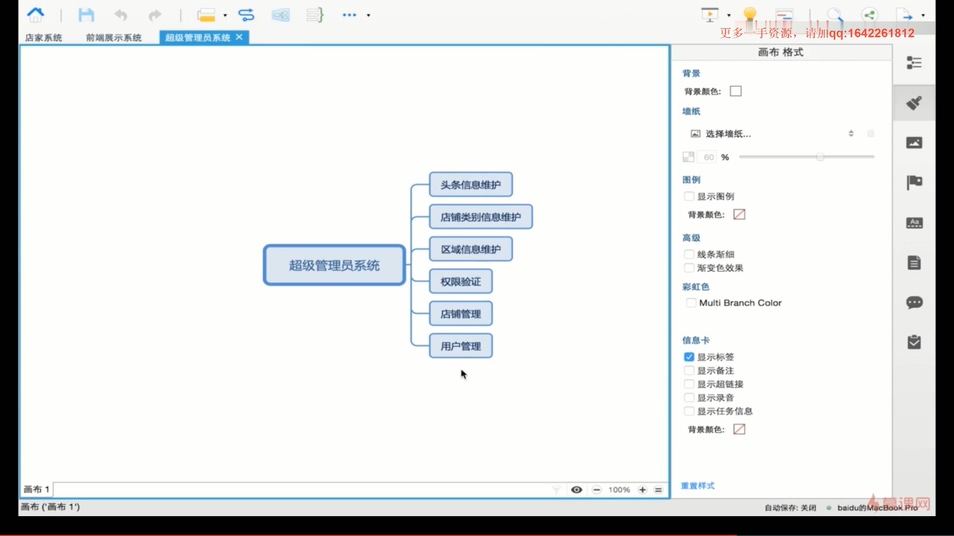 更多一手资源，请加qq:1642261812
店家系统 前端展示系统 超级管理员系统
画布 格式
背景
背景颜色:
墙纸
选择墙纸...
60 %
图例
显示图例
背景颜色:
高级
线条渐细
渐变色效果
彩虹色
Multi Branch Color
信息卡
显示标签
显示备注
显示超链接
显示录音
显示任务信息
背景颜色:
重置样式
超级管理员系统
头条信息维护
店铺类别信息维护
区域信息维护
权限验证
店铺管理
用户管理
画布 1
100%
画布 ('画布 1')
自动保存: 关闭
baidu的MacBook Pro
慕课网